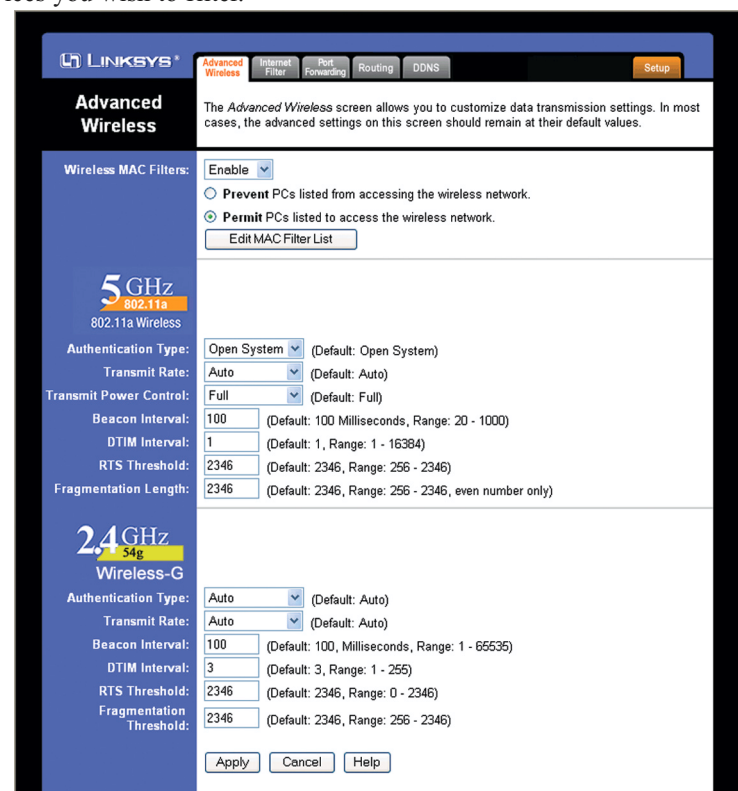 ices you wish to filter.
LINKSYS®
Advanced Wireless
Internet Filter
Port Forwarding
Routing
DDNS
Setup
Advanced
Wireless
The Advanced Wireless screen allows you to customize data transmission settings. In most
cases, the advanced settings on this screen should remain at their default values.
Wireless MAC Filters: Enable
Prevent PCs listed from accessing the wireless network.
Permit PCs listed to access the wireless network.
Edit MAC Filter List
5 GHz
802.11a
802.11a Wireless
Authentication Type: Open System (Default: Open System)
Transmit Rate: Auto (Default: Auto)
Transmit Power Control: Full (Default: Full)
Beacon Interval: 100 (Default: 100 Milliseconds, Range: 20 - 1000)
DTIM Interval: 1 (Default: 1, Range: 1 - 16384)
RTS Threshold: 2346 (Default: 2346, Range: 256 - 2346)
Fragmentation Length: 2346 (Default: 2346, Range: 256 - 2346, even number only)
2.4 GHz
54g
Wireless-G
Authentication Type: Auto (Default: Auto)
Transmit Rate: Auto (Default: Auto)
Beacon Interval: 100 (Default: 100, Milliseconds, Range: 1 - 65535)
DTIM Interval: 3 (Default: 3, Range: 1 - 255)
RTS Threshold: 2346 (Default: 2346, Range: 0 - 2346)
Fragmentation
Threshold: 2346 (Default: 2346, Range: 256 - 2346)
Apply Cancel Help